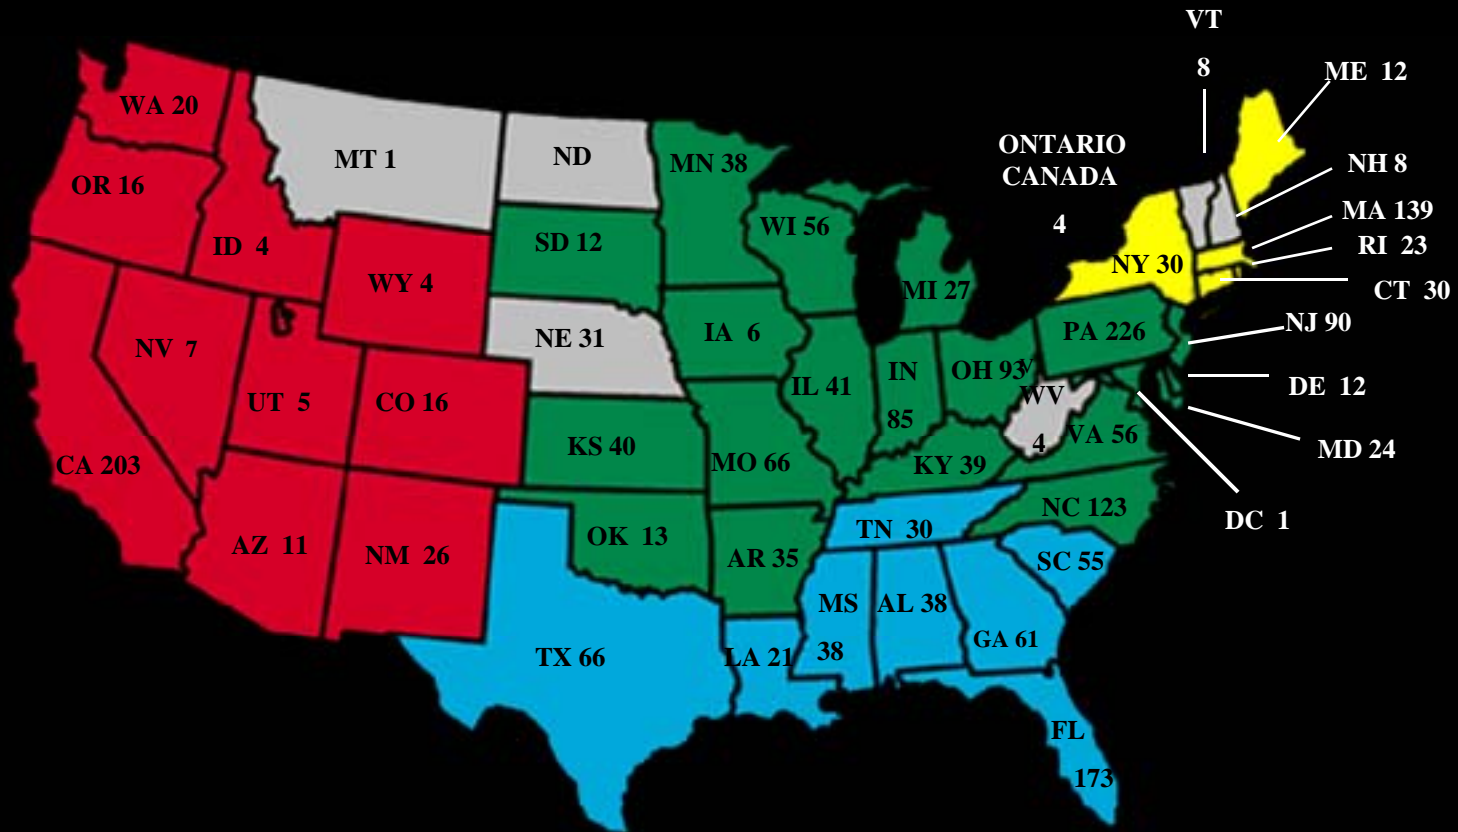 VT
8
ME 12
WA 20
MT 1
ND
MN 38
ONTARIO
CANADA
4
NH 8
OR 16
MA 139
WI 56
SD 12
ID 4
RI 23
NY 30
WY 4
MI 27
CT 30
NE 31
IA 6
PA 226
NJ 90
NV 7
IN
85
OH 93
V
WV
4
IL 41
DE 12
UT 5
CO 16
VA 56
KS 40
MD 24
CA 203
MO 66
KY 39
NC 123
DC 1
TN 30
OK 13
AZ 11
NM 26
AR 35
SC 55
MS
38
AL 38
GA 61
TX 66
LA 21
FL
173